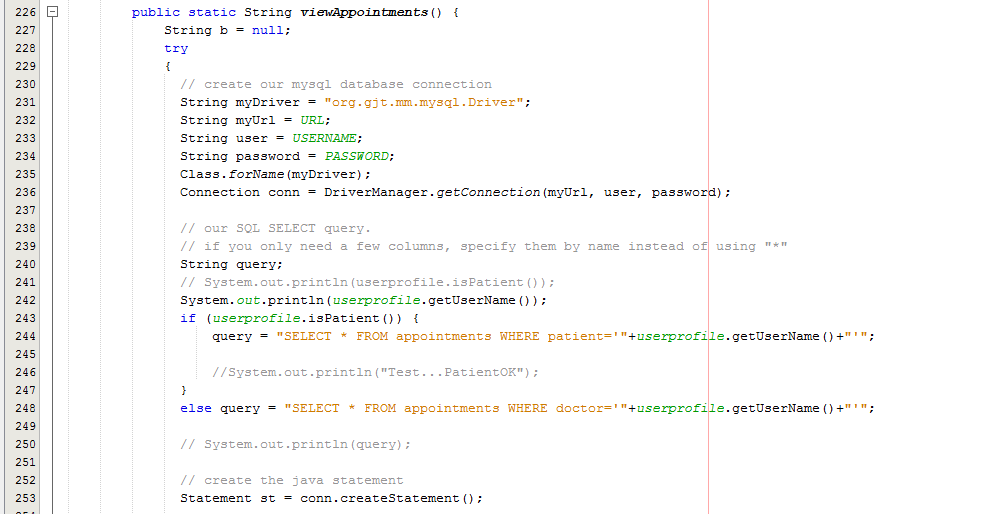 226 public static String viewAppointments() {
227 String b = null;
228 try
229 {
230 // create our mysql database connection
231 String myDriver = "org.gjt.mm.mysql.Driver";
232 String myUrl = URL;
233 String user = USERNAME;
234 String password = PASSWORD;
235 Class.forName(myDriver);
236 Connection conn = DriverManager.getConnection(myUrl, user, password);
237
238 // our SQL SELECT query.
239 // if you only need a few columns, specify them by name instead of using "*"
240 String query;
241 // System.out.println(userprofile.isPatient());
242 System.out.println(userprofile.getUserName());
243 if (userprofile.isPatient()) {
244 query = "SELECT * FROM appointments WHERE patient='"+userprofile.getUserName()+"'";
245
246 //System.out.println("Test...PatientOK");
247 }
248 else query = "SELECT * FROM appointments WHERE doctor='"+userprofile.getUserName()+"'";
249
250 // System.out.println(query);
251
252 // create the java statement
253 Statement st = conn.createStatement();